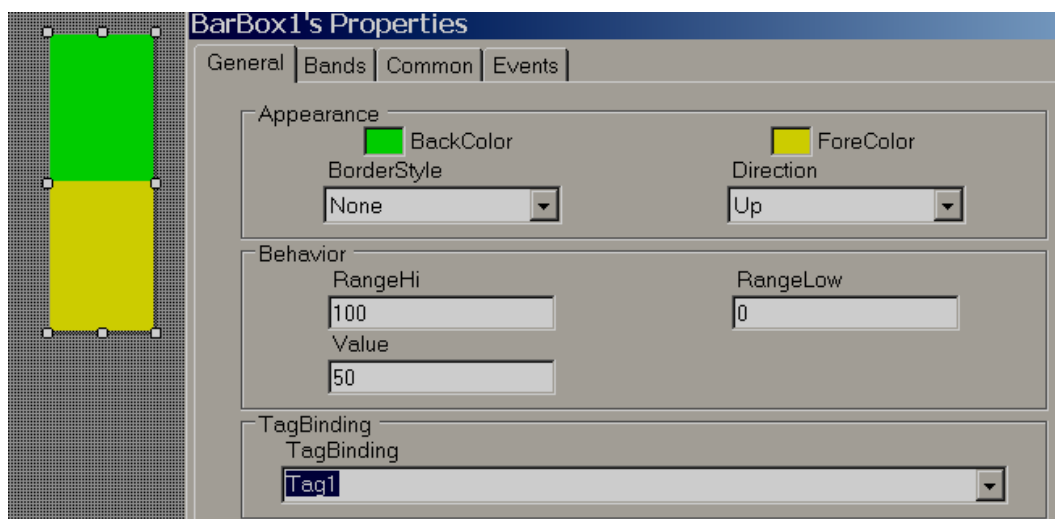 BarBox1's Properties
General Bands Common Events
Appearance
BackColor ForeColor
BorderStyle Direction
None Up
Behavior
RangeHi RangeLow
100 0
Value
50
TagBinding
TagBinding
Tag1